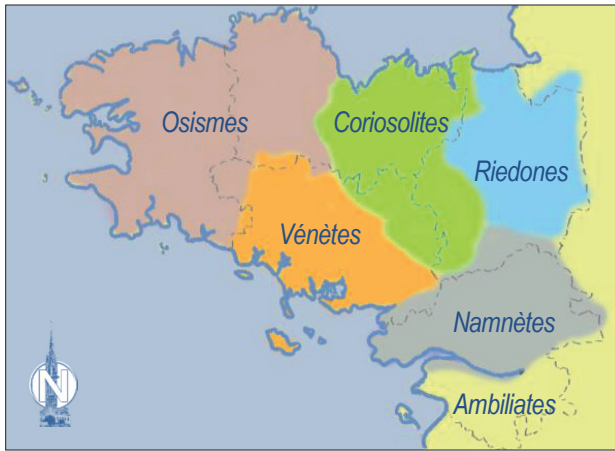 Osismes
Coriosolites
Riedones
Vénètes
Namnètes
Ambiliates
N